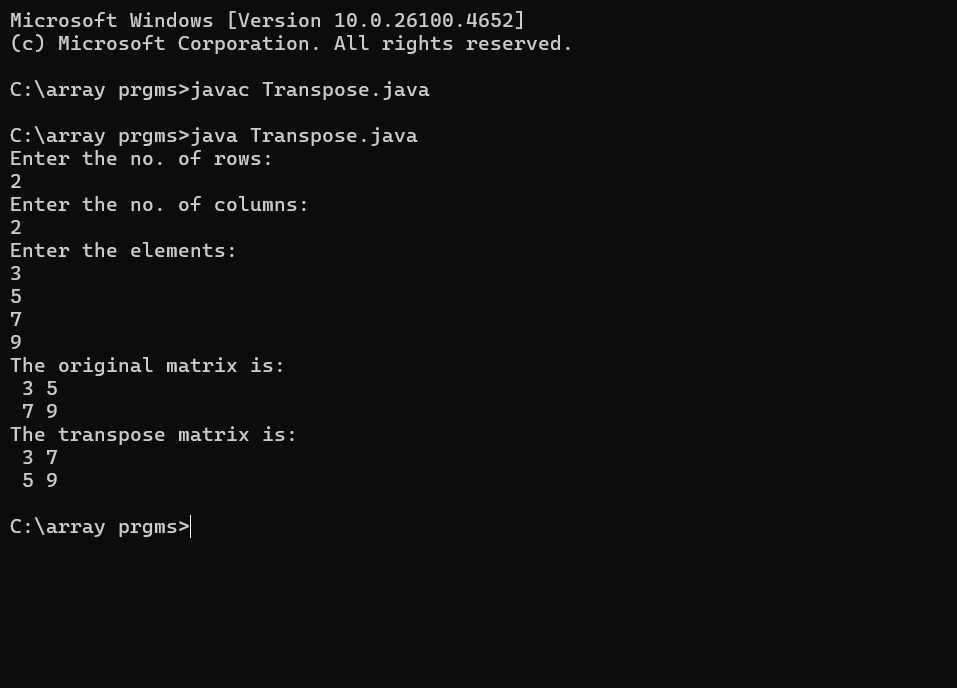 Microsoft Windows [Version 10.0.26100.4652]
(c) Microsoft Corporation. All rights reserved.
C:\array prgms>javac Transpose.java
C:\array prgms>java Transpose.java
Enter the no. of rows:
2
Enter the no. of columns:
2
Enter the elements:
3
5
7
9
The original matrix is:
3 5
7 9
The transpose matrix is:
3 7
5 9
C:\array prgms>